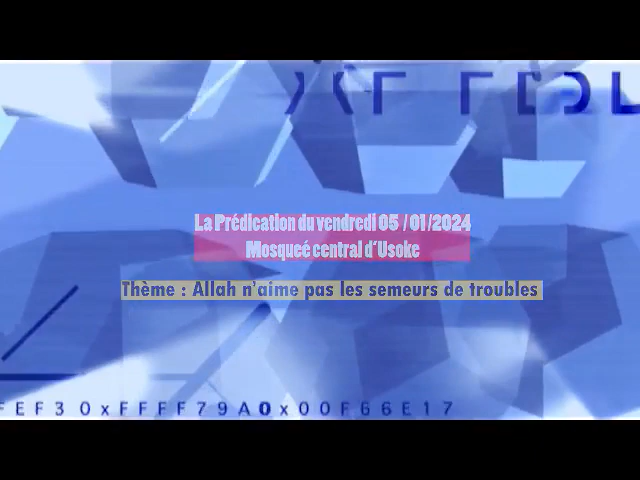 La Prédication du vendredi 05 /01/2024
Mosqueé central d'Usoke
Thème : Allah n'aime pas les semeurs de troubles
FEF30xFFFF79A0x00F66E17